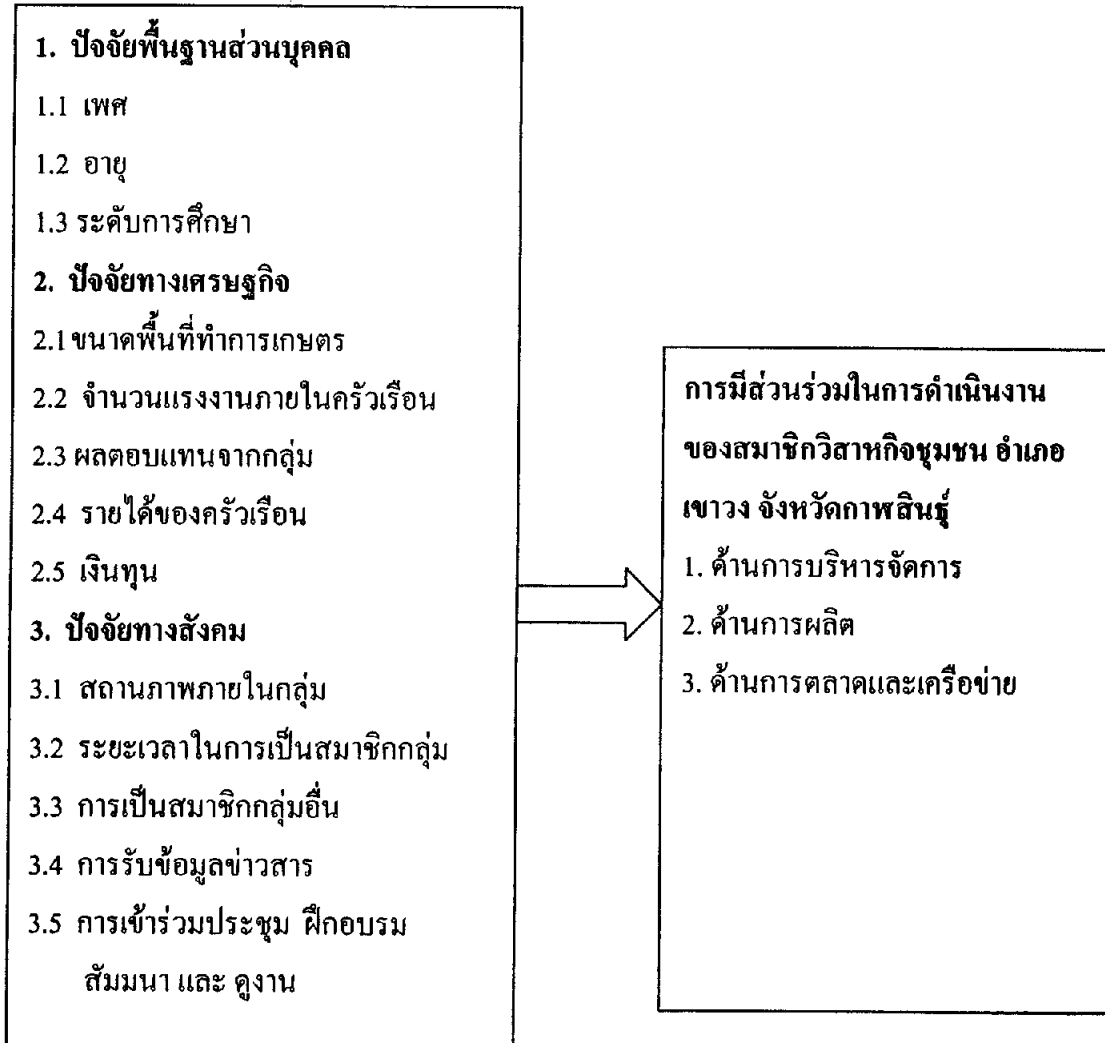 1. ปัจจัยพื้นฐานส่วนบุคคล
1.1 เพศ
1.2 อายุ
1.3 ระดับการศึกษา
2. ปัจจัยทางเศรษฐกิจ
2.1 ขนาดพื้นที่ทำการเกษตร
2.2 จำนวนแรงงานภายในครัวเรือน
2.3 ผลตอบแทนจากกลุ่ม
2.4 รายได้ของครัวเรือน
2.5 เงินทุน
3. ปัจจัยทางสังคม
3.1 สถานภาพภายในกลุ่ม
3.2 ระยะเวลาในการเป็นสมาชิกกลุ่ม
3.3 การเป็นสมาชิกกลุ่มอื่น
3.4 การรับข้อมูลข่าวสาร
3.5 การเข้าร่วมประชุม ฝึกอบรม
สัมมนา และ ดูงาน
การมีส่วนร่วมในการดำเนินงาน
ของสมาชิกวิสาหกิจชุมชน อำเภอ
เขาวง จังหวัดกาฬสินธุ์
1. ด้านการบริหารจัดการ
2. ด้านการผลิต
3. ด้านการตลาดและเครือข่าย